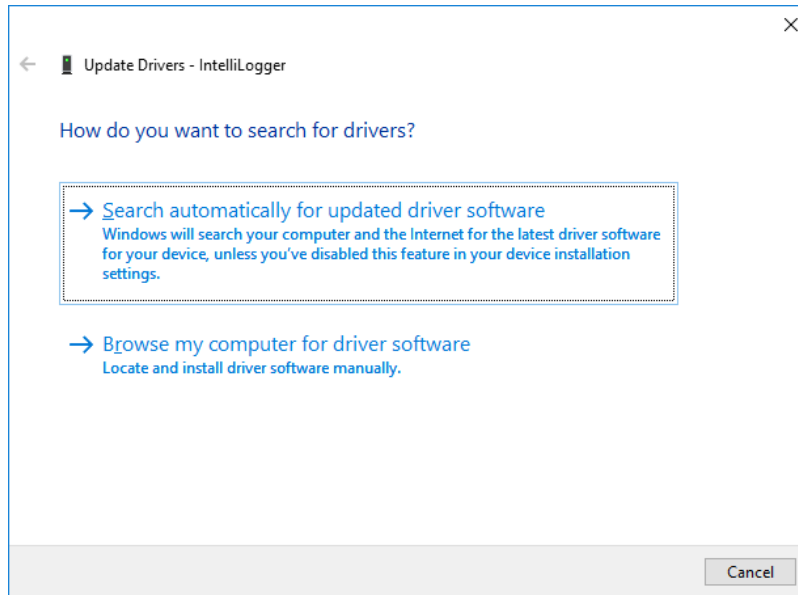 Update Drivers - IntelliLogger
How do you want to search for drivers?
Search automatically for updated driver software
Windows will search your computer and the Internet for the latest driver software
for your device, unless you've disabled this feature in your device installation
settings.
Browse my computer for driver software
Locate and install driver software manually.
Cancel